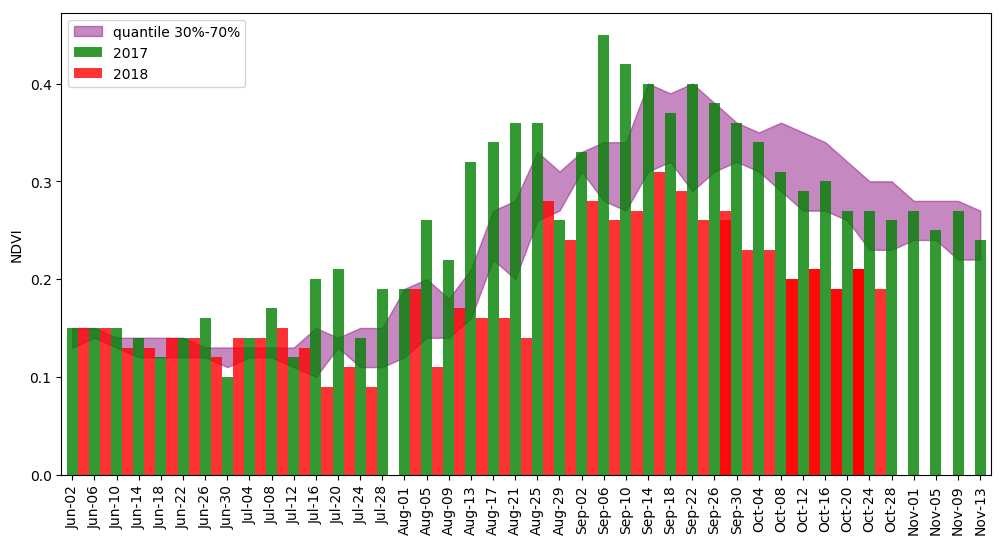 quantile 30%-70%
2017
2018
NDVI
0.4
0.3
0.2
0.1
0.0
Jun-02
Jun-06
Jun-10
Jun-14
Jun-18
Jun-22
Jun-26
Jun-30
Jul-04
Jul-08
Jul-12
Jul-16
Jul-20
Jul-24
Jul-28
Aug-01
Aug-05
Aug-09
Aug-13
Aug-17
Aug-21
Aug-25
Aug-29
Sep-02
Sep-06
Sep-10
Sep-14
Sep-18
Sep-22
Sep-26
Sep-30
Oct-04
Oct-08
Oct-12
Oct-16
Oct-20
Oct-24
Oct-28
Nov-01
Nov-05
Nov-09
Nov-13